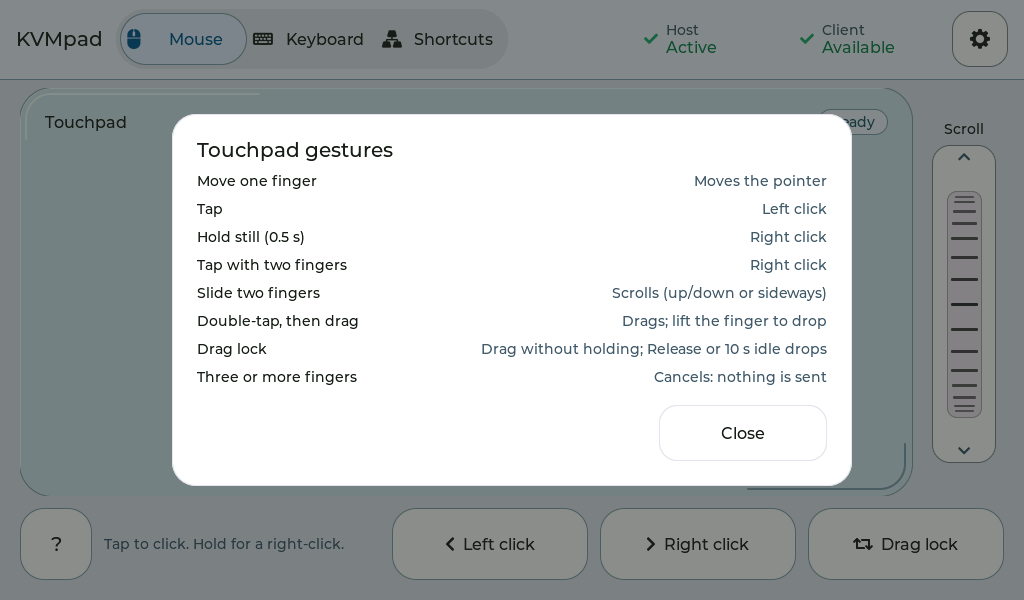 KVMpad
Mouse
Keyboard
Shortcuts
Host
Active
Client
Available
Touchpad
Scroll
Touchpad gestures
Move one finger Moves the pointer
Tap Left click
Hold still (0.5 s) Right click
Tap with two fingers Right click
Slide two fingers Scrolls (up/down or sideways)
Double-tap, then drag Drags; lift the finger to drop
Drag lock Drag without holding; Release or 10 s idle drops
Three or more fingers Cancels: nothing is sent
Close
?
Tap to click. Hold for a right-click.
Left click
Right click
Drag lock